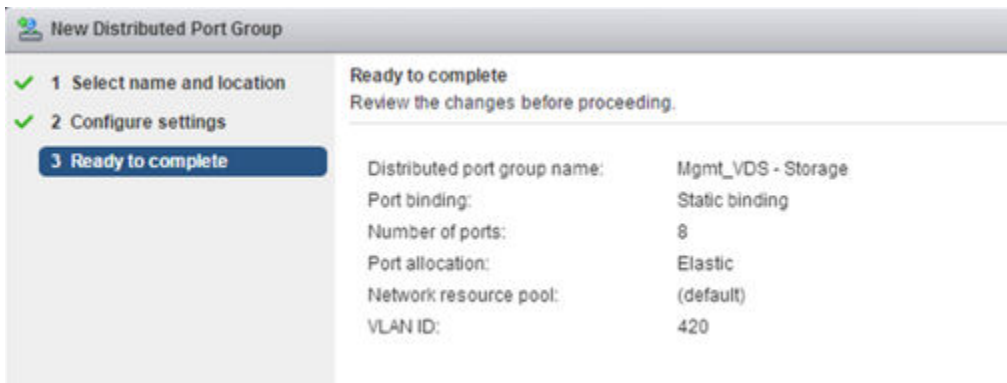 New Distributed Port Group
1 Select name and location
2 Configure settings
3 Ready to complete
Ready to complete
Review the changes before proceeding.
Distributed port group name: Mgmt_VDS - Storage
Port binding: Static binding
Number of ports: 8
Port allocation: Elastic
Network resource pool: (default)
VLAN ID: 420